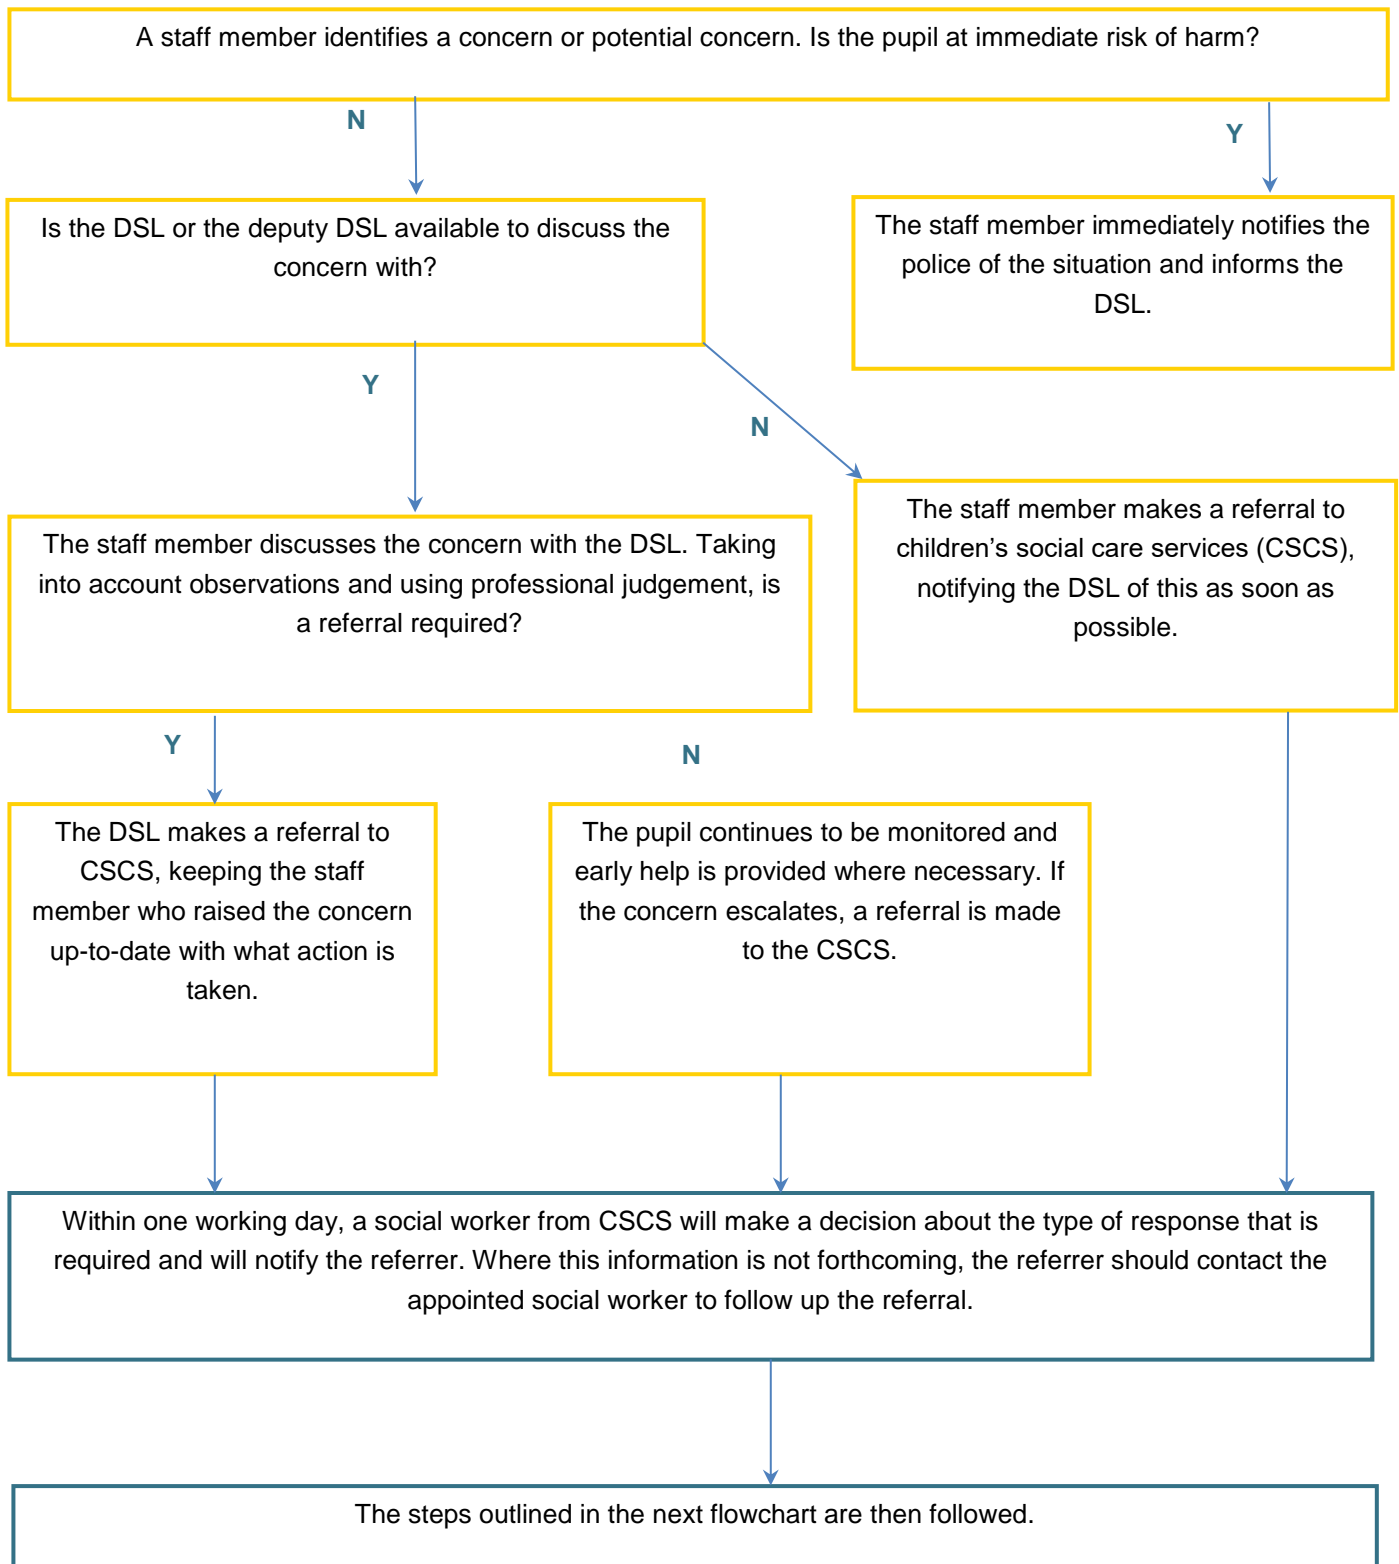 A staff member identifies a concern or potential concern. Is the pupil at immediate risk of harm?
N
Y
Is the DSL or the deputy DSL available to discuss the
concern with?
The staff member immediately notifies the
police of the situation and informs the
DSL.
Y
N
The staff member discusses the concern with the DSL. Taking
into account observations and using professional judgement, is
a referral required?
The staff member makes a referral to
children’s social care services (CSCS),
notifying the DSL of this as soon as
possible.
Y
N
The DSL makes a referral to
CSCS, keeping the staff
member who raised the concern
up-to-date with what action is
taken.
The pupil continues to be monitored and
early help is provided where necessary. If
the concern escalates, a referral is made
to the CSCS.
Within one working day, a social worker from CSCS will make a decision about the type of response that is
required and will notify the referrer. Where this information is not forthcoming, the referrer should contact the
appointed social worker to follow up the referral.
The steps outlined in the next flowchart are then followed.